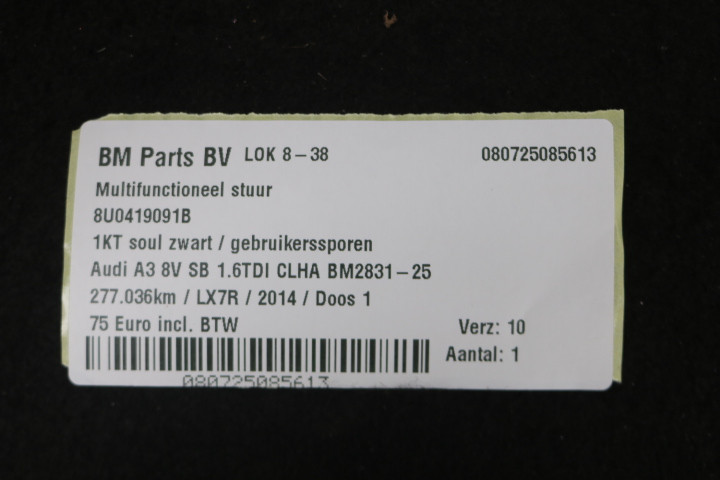 BM Parts BV LOK 8-38 080725085613
Multifunctioneel stuur
8U0419091B
1KT soul zwart / gebruikerssporen
Audi A3 8V SB 1.6TDI CLHA BM2831-25
277.036km / LX7R / 2014 / Doos 1
75 Euro incl. BTW Verz: 10
Aantal: 1
080725085613